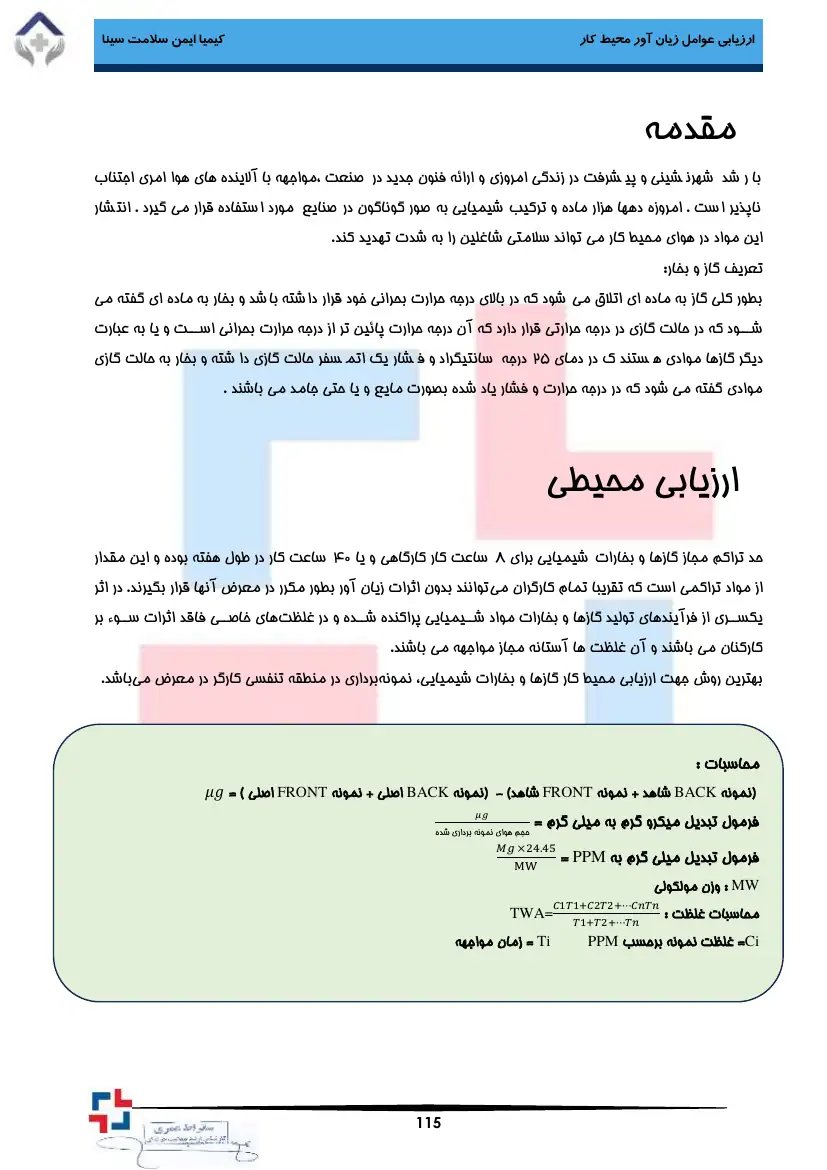 ارزیابی عوامل زیان آور محیط کار
کیمیا ایمن سلامت سینا
مقدمه
با رشد شهرنشینی و پیشرفت در زندگی امروزی و ارائه فنون جدید در صنعت ،مواجهه با آلاینده های هوا امری اجتناب
ناپذیر است . امروزه دهها هزار ماده و ترکیب شیمیایی به صور گوناگون در صنایع مورد استفاده قرار می گیرد . انتشار
این مواد در هوای محیط کار می تواند سلامتی شاغلین را به شدت تهدید کند.
تعریف گاز و بخار:
بطور کلی گاز به ماده ای اتلاق می شود که در بالای درجه حرارت بحرانی خود قرار داشته باشد و بخار به ماده ای گفته می
شود که در حالت گازی در درجه حرارتی قرار دارد که آن درجه حرارت پائین تر از درجه حرارت بحرانی است و یا به عبارت
دیگر گازها موادی هستند ک در دمای ۲۵ درجه سانتیگراد و فشار یک اتمسفر حالت گازی داشته و بخار به حالت گازی
موادی گفته می شود که در درجه حرارت و فشار یاد شده بصورت مایع و یا حتی جامد می باشند .
ارزیابی محیطی
حد تراکم مجاز گازها و بخارات شیمیایی برای ۸ ساعت کار کارگاهی و یا ۴۰ ساعت کار در طول هفته بوده و این مقدار
از مواد تراکمی است که تقریبا تمام کارگران می‌توانند بدون اثرات زیان آور بطور مکرر در معرض آنها قرار بگیرند. در اثر
یکسری از فرآیندهای تولید گازها و بخارات مواد شیمیایی پراکنده شده و در غلظت‌های خاصی فاقد اثرات سوء بر
کارکنان می باشند و آن غلظت ها آستانه مجاز مواجهه می باشند.
بهترین روش جهت ارزیابی محیط کار گازها و بخارات شیمیایی، نمونه‌برداری در منطقه تنفسی کارگر در معرض می‌باشد.
محاسبات :
(نمونه BACK شاهد + نمونه FRONT شاهد) – (نمونه BACK اصلی + نمونه FRONT اصلی ) = μg
فرمول تبدیل میکرو گرم به میلی گرم = μg / حجم هوای نمونه برداری شده
فرمول تبدیل میلی گرم به PPM = Mg ×24.45 / MW
MW : وزن مولکولی
محاسبات غلظت : TWA= C1T1+C2T2+⋯CnTn / T1+T2+⋯Tn
Ci= غلظت نمونه برحسب PPM Ti = زمان مواجهه
115